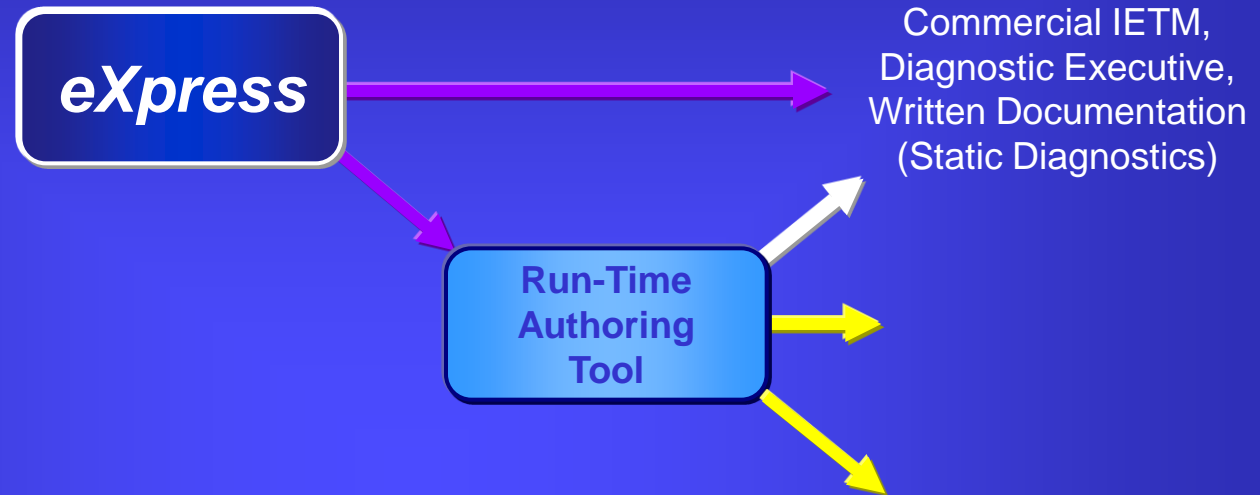 eXpress
Commercial IETM,
Diagnostic Executive,
Written Documentation
(Static Diagnostics)
Run-Time
Authoring
Tool